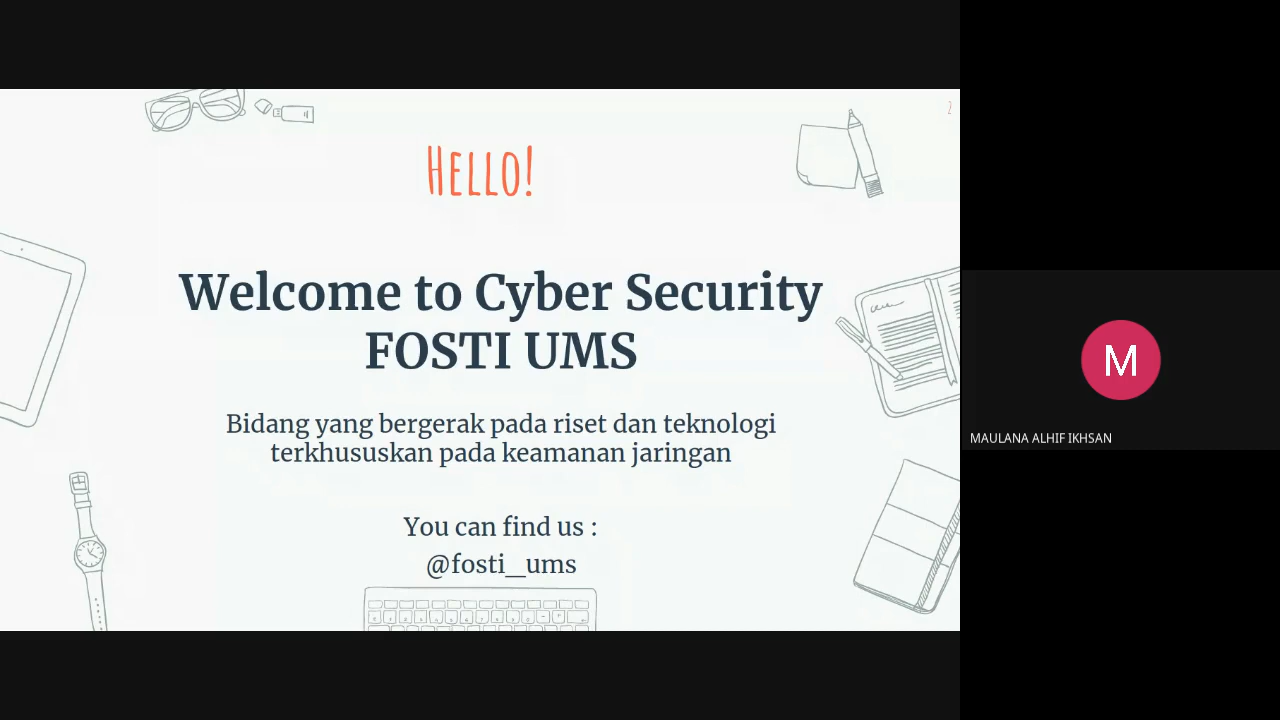 2
HELLO!
Welcome to Cyber Security
FOSTI UMS
Bidang yang bergerak pada riset dan teknologi
terkhususkan pada keamanan jaringan
You can find us :
@fosti_ums
M
MAULANA ALHIF IKHSAN